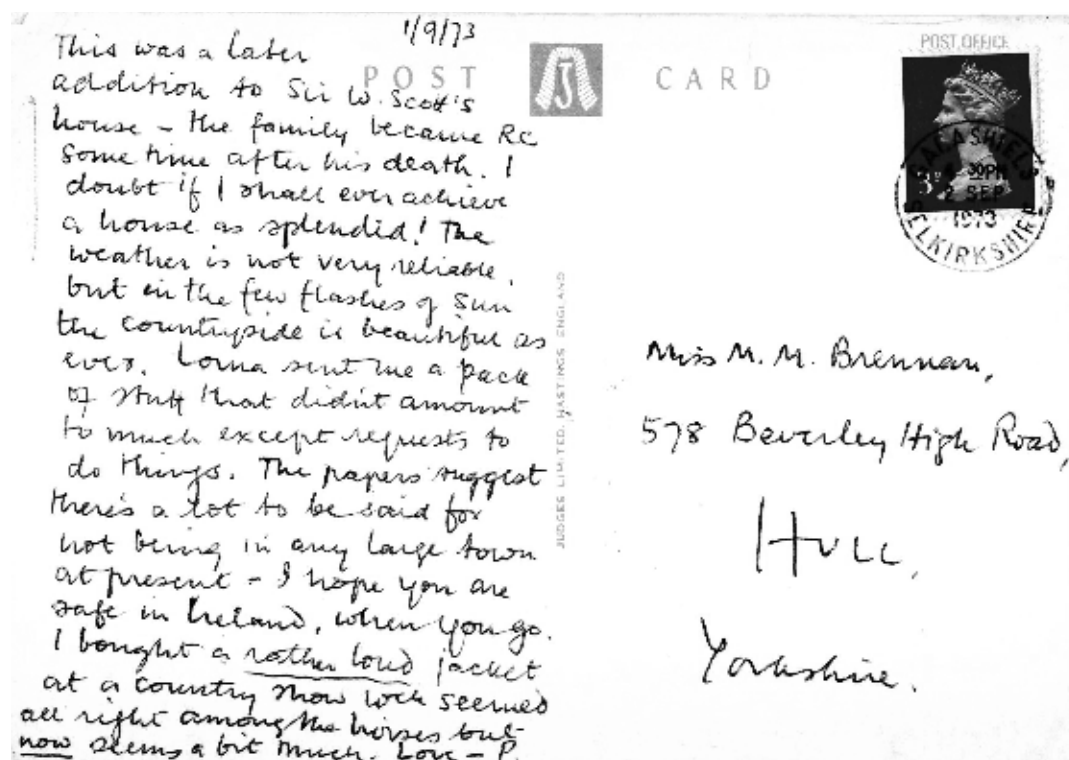 1/9/73
This was a later
addition to Sir W. Scott's
house – the family became RC
some time after his death. I
doubt if I shall ever achieve
a house as splendid! The
weather is not very reliable,
but in the few flashes of sun
the countryside is beautiful as
ever. Lorna sent me a pack
of stuff that didn't amount
to much except requests to
do things. The papers suggest
there's a lot to be said for
not being in any large town
at present – I hope you are
safe in Ireland, when you go.
I bought a rather loud jacket
at a country show wch seemed
all right among the horses but
now seems a bit much. Love – P.
POST CARD
JUDGES LIMITED, HASTINGS ENGLAND
POST OFFICE
GALASHIELS
30PM
2 SEP
1973
SELKIRKSHIRE
Miss M. M. Brennan,
578 Beverley High Road,
HULL,
Yorkshire.